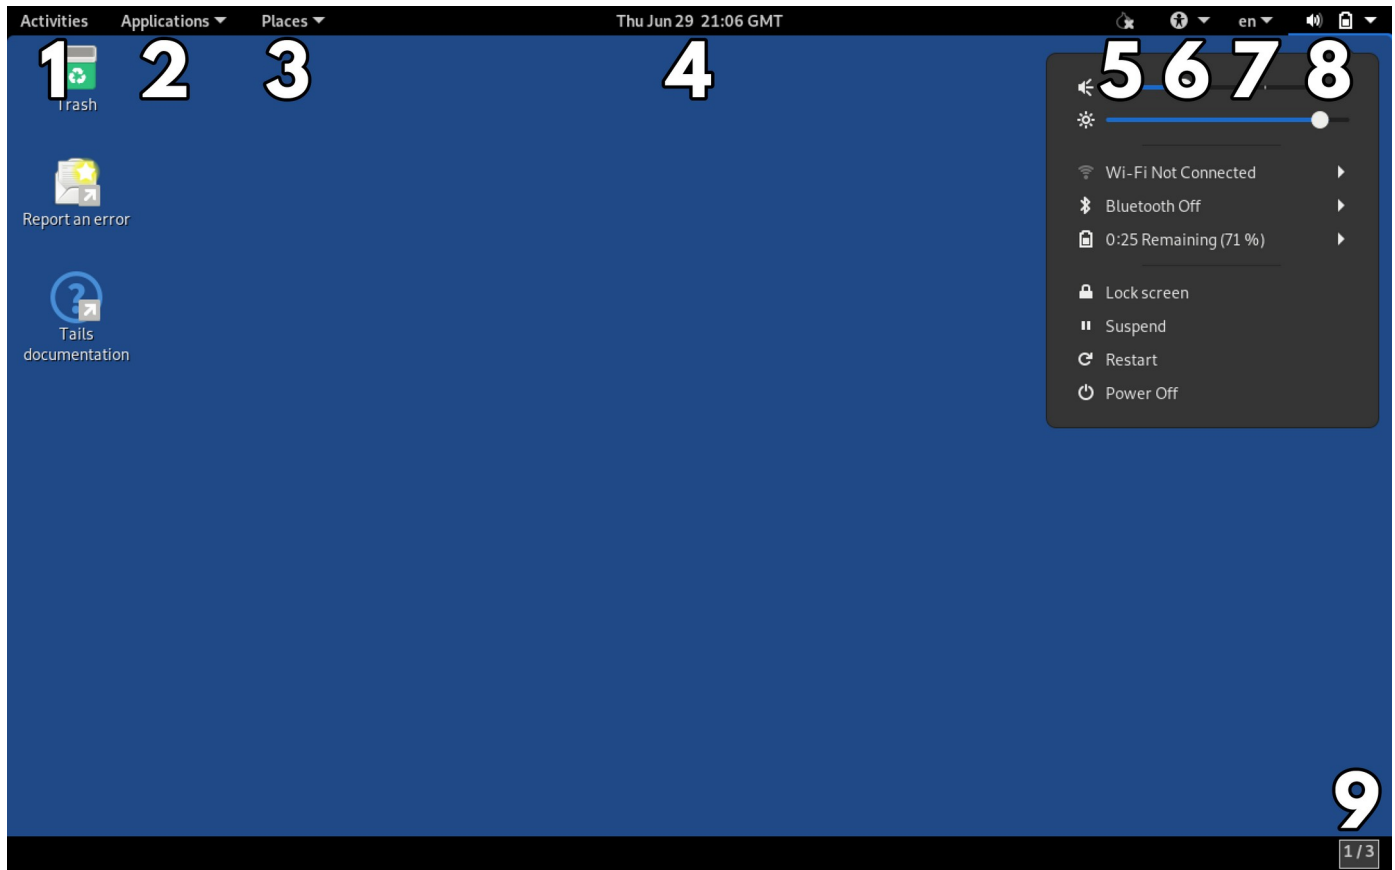 Activities Applications Places Thu Jun 29 21:06 GMT en
1 2 3 4 5 6 7 8
Trash
Report an error
Tails
documentation
Wi-Fi Not Connected
Bluetooth Off
0:25 Remaining (71 %)
Lock screen
Suspend
Restart
Power Off
9
1 / 3